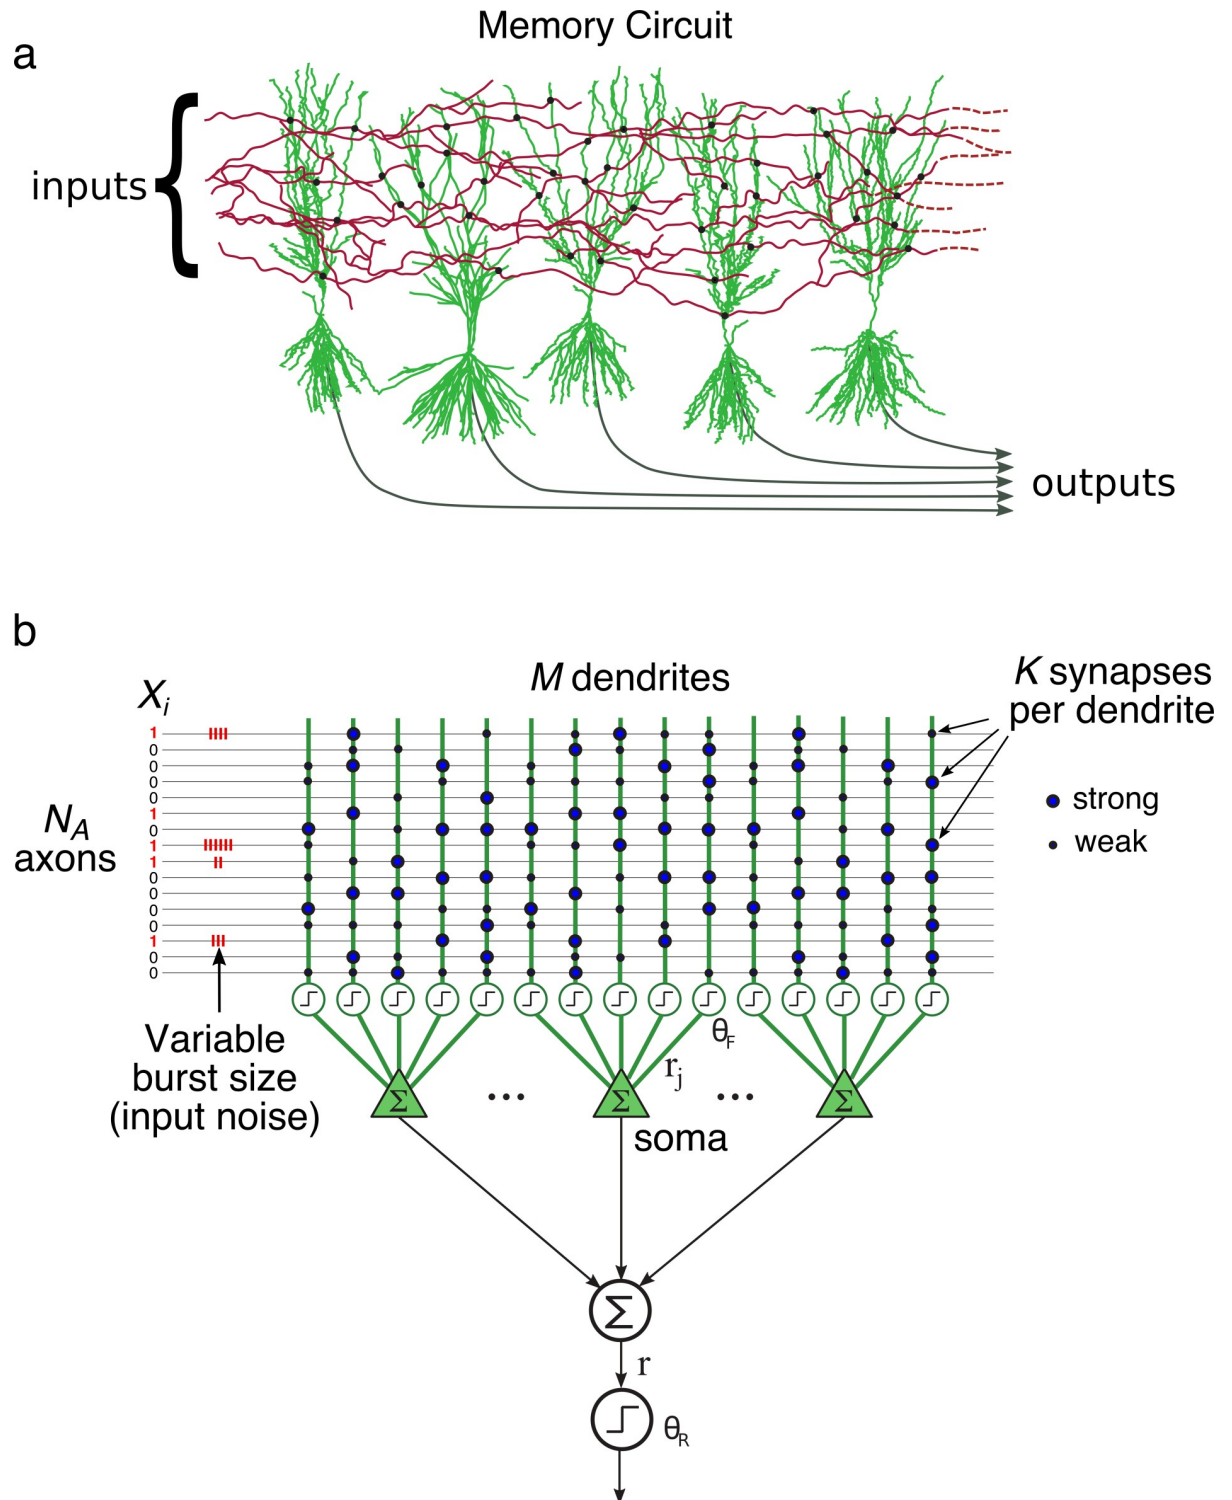 Memory Circuit
a
inputs
outputs
b
M dendrites
K synapses
per dendrite
X_i
1
0
0
0
0
1
0
1
1
0
0
0
0
1
0
0
N_A
axons
strong
weak
Variable
burst size
(input noise)
θ_F
r_j
Σ
...
Σ
...
Σ
soma
Σ
r
θ_R